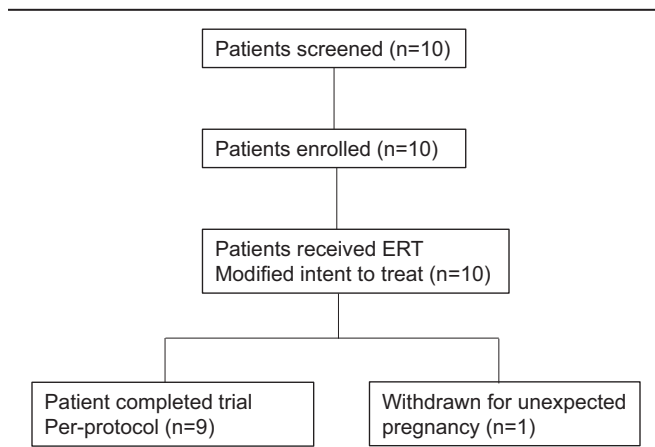 Patients screened (n=10)
Patients enrolled (n=10)
Patients received ERT
Modified intent to treat (n=10)
Patient completed trial
Per-protocol (n=9)
Withdrawn for unexpected
pregnancy (n=1)